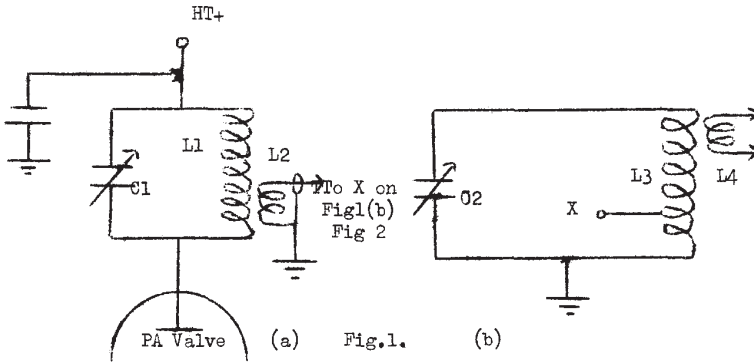 HT+
L1
L2
C1
To X on
Fig1(b)
Fig 2
C2
X
L3
L4
PA Valve (a) Fig.1. (b)